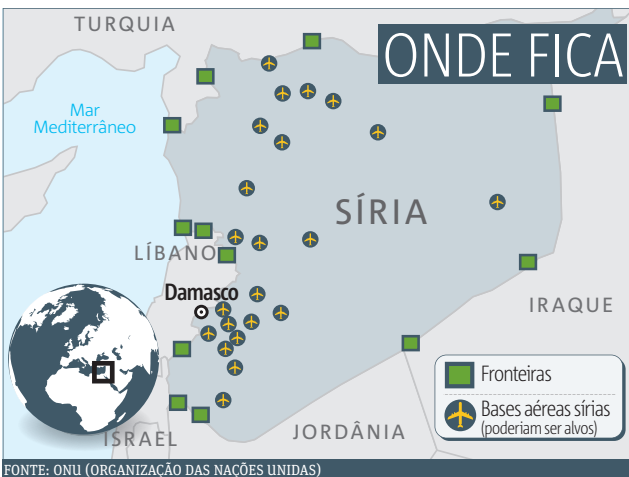 TURQUIA
ONDE FICA
Mar
Mediterrâneo
SÍRIA
LÍBANO
Damasco
IRAQUE
Fronteiras
Bases aéreas sírias
(poderiam ser alvos)
ISRAEL
JORDÂNIA
FONTE: ONU (ORGANIZAÇÃO DAS NAÇÕES UNIDAS)